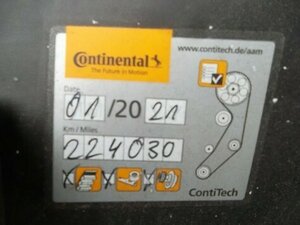 Continental
The Future in Motion
www.contitech.de/aam
Date
01/2021
Km / Miles
224030
X X X
ContiTech